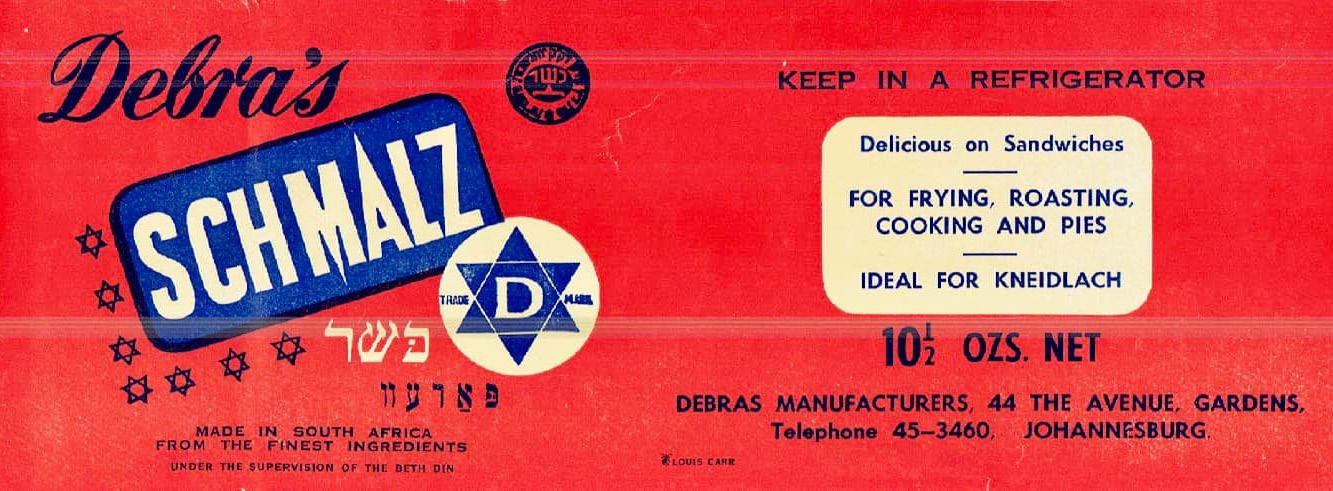 Debra's
SCHMALZ
כשר
TRADE D MARK
כשר
פּאַרעװ
MADE IN SOUTH AFRICA
FROM THE FINEST INGREDIENTS
UNDER THE SUPERVISION OF THE BETH DIN
KEEP IN A REFRIGERATOR
Delicious on Sandwiches
FOR FRYING, ROASTING,
COOKING AND PIES
IDEAL FOR KNEIDLACH
10½ OZS. NET
DEBRAS MANUFACTURERS, 44 THE AVENUE, GARDENS,
Telephone 45–3460, JOHANNESBURG.
LOUIS CARR